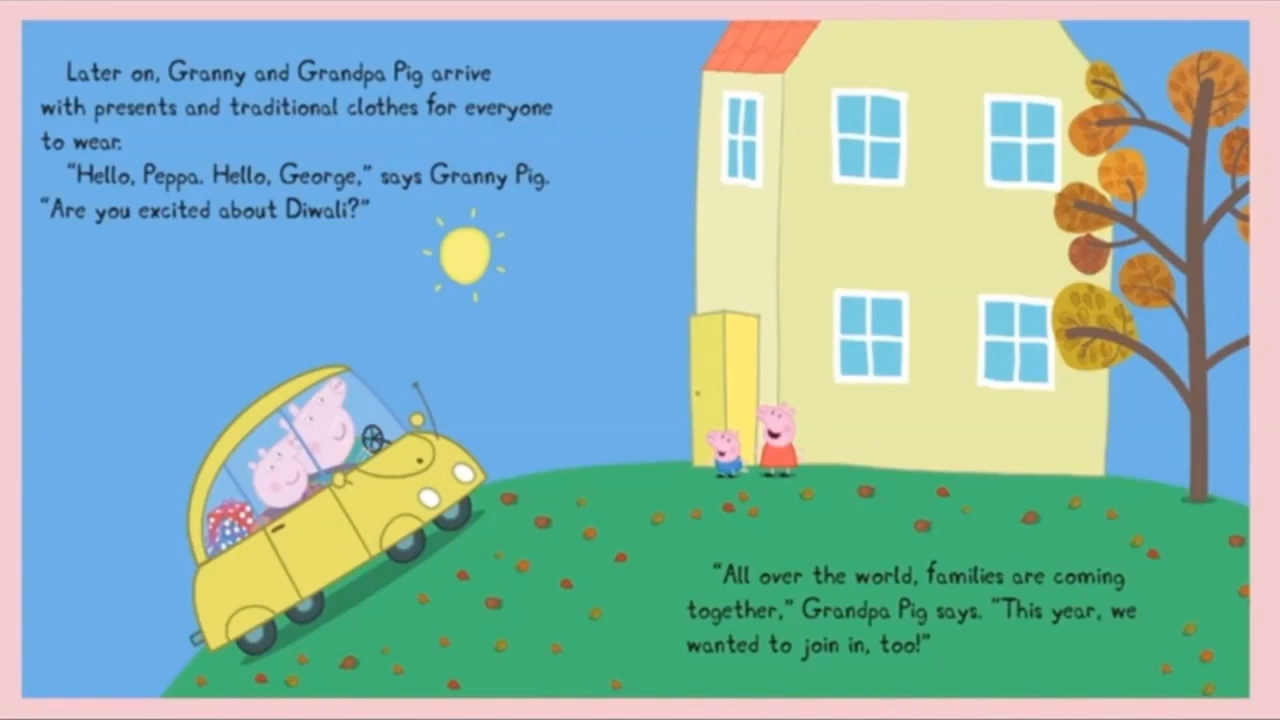 Later on, Granny and Grandpa Pig arrive
with presents and traditional clothes for everyone
to wear.
"Hello, Peppa. Hello, George," says Granny Pig.
"Are you excited about Diwali?"
"All over the world, families are coming
together," Grandpa Pig says. "This year, we
wanted to join in, too!"